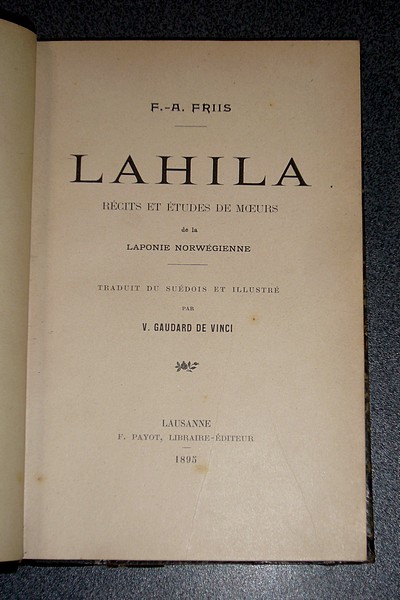 F.-A. FRIIS
LAHILA
RÉCITS ET ÉTUDES DE MŒURS
de la
LAPONIE NORWÉGIENNE
TRADUIT DU SUÉDOIS ET ILLUSTRÉ
PAR
V. GAUDARD DE VINCI
LAUSANNE
F. PAYOT, LIBRAIRE-ÉDITEUR
1895